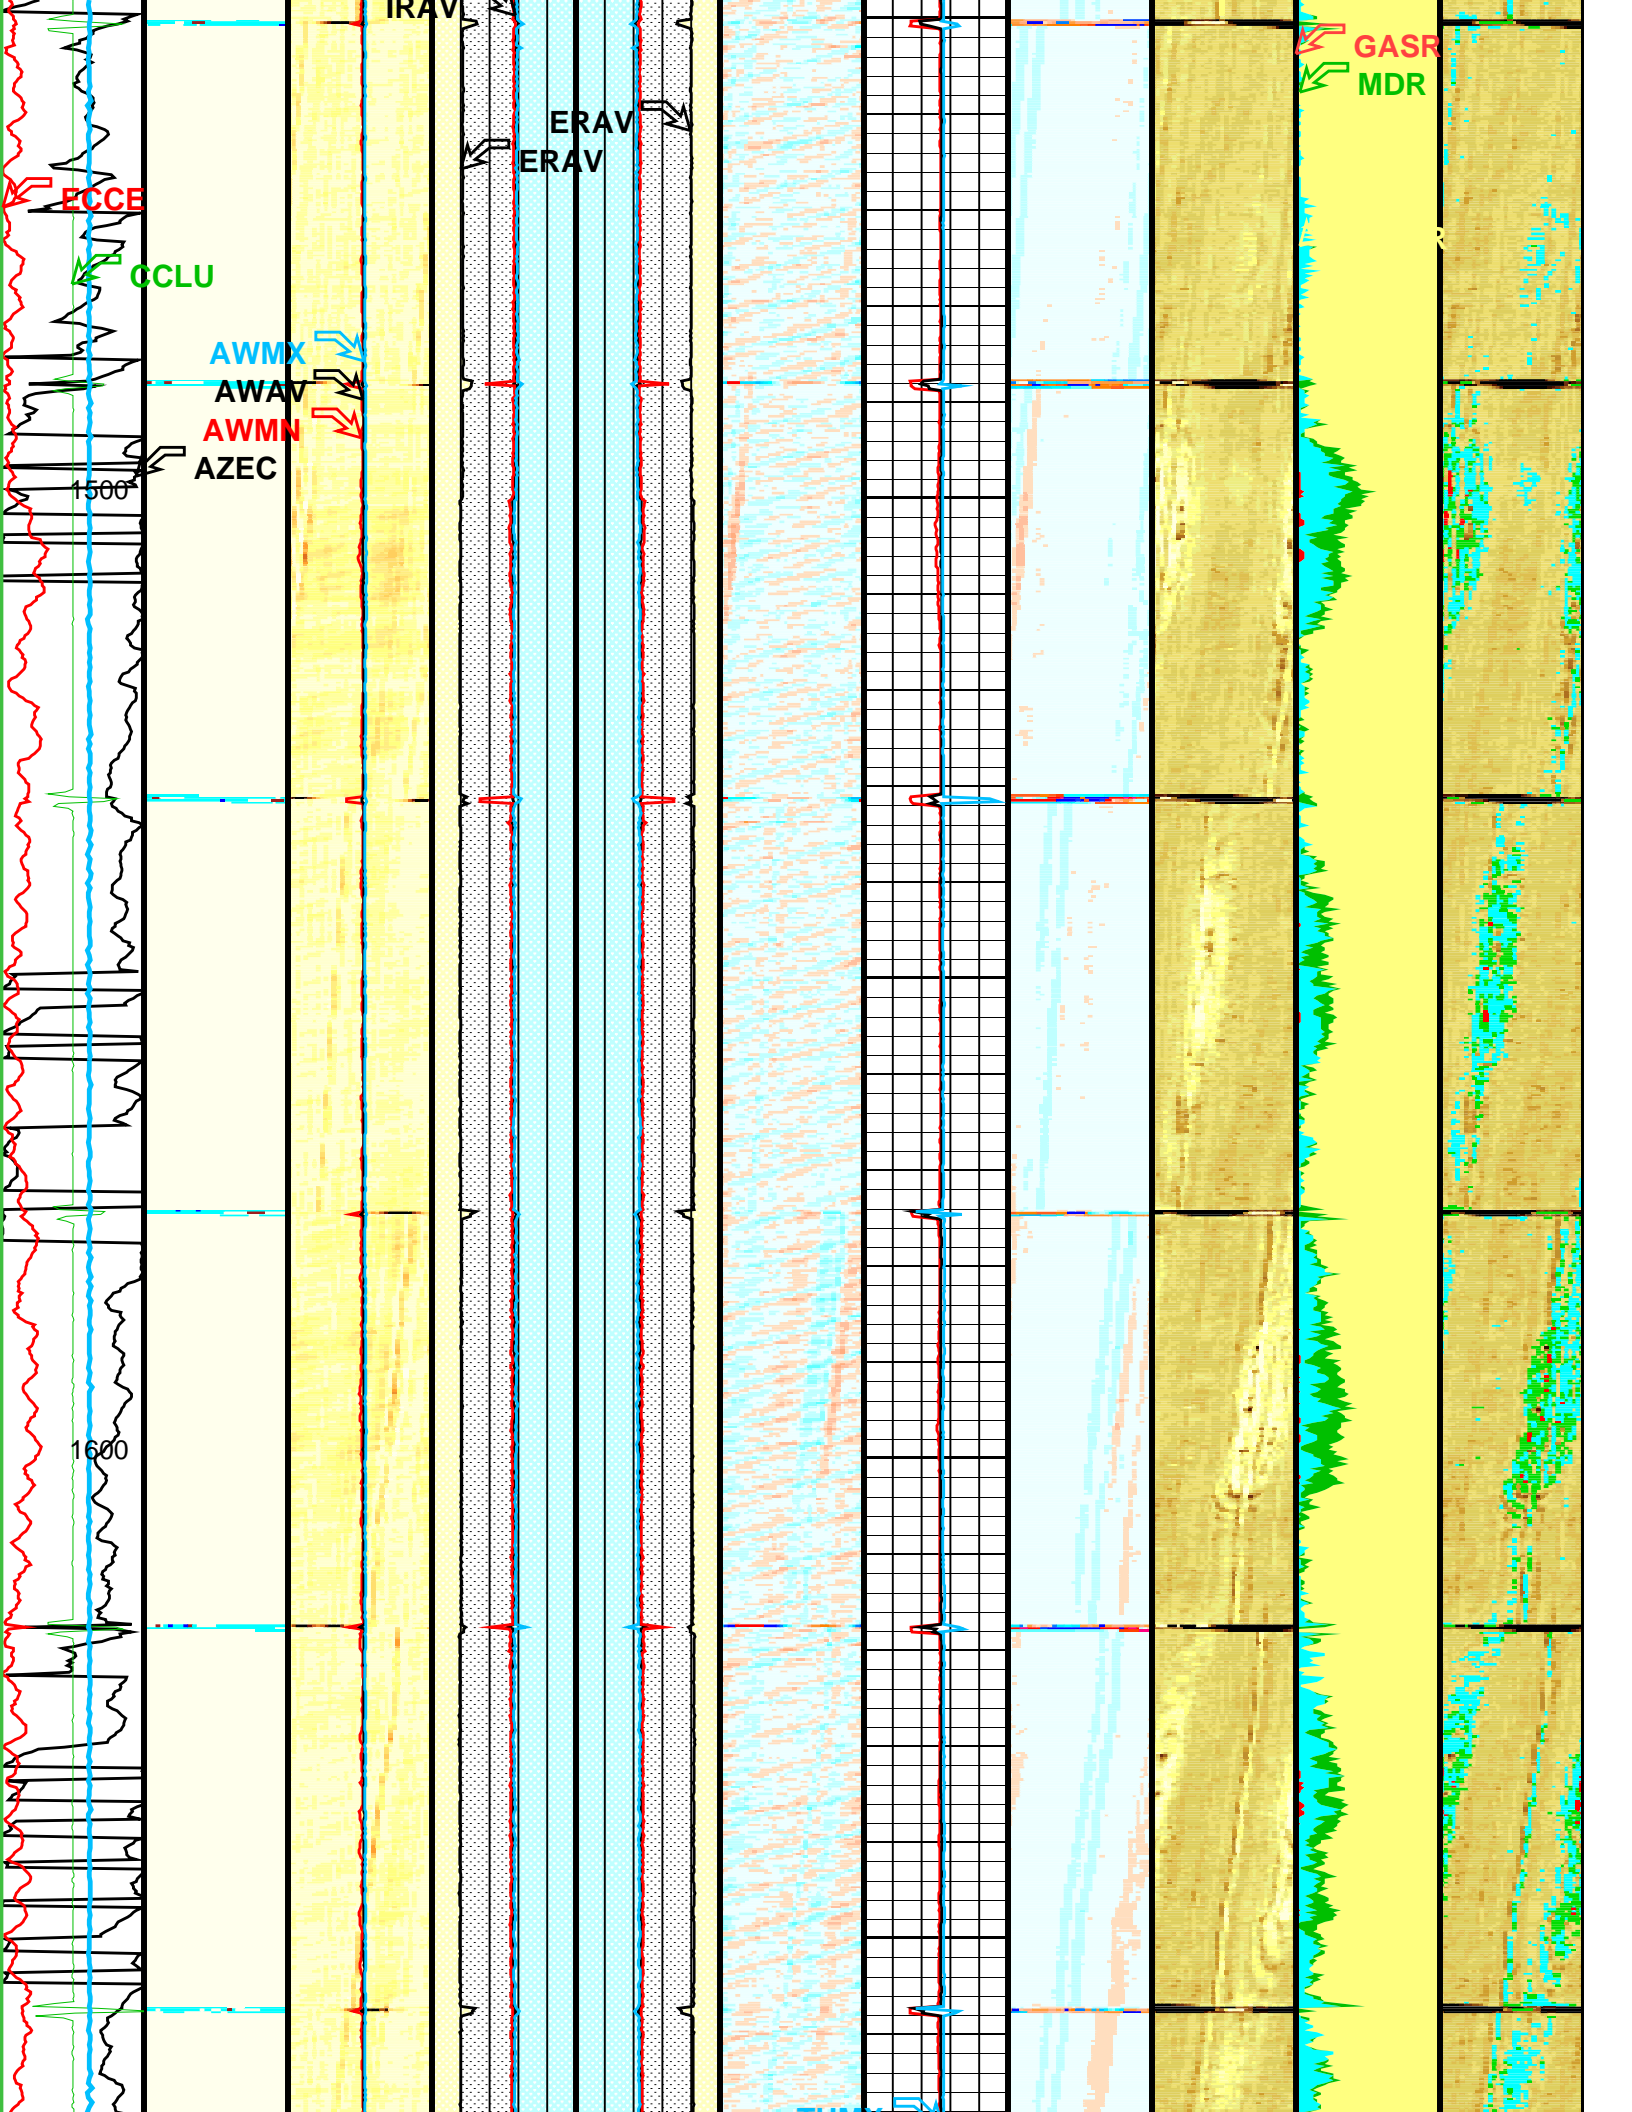 IRAV
GASR
MDR
ERAV
ERAV
ECCE
R
CCLU
AWMX
AWAV
AWMN
AZEC
1500
1600